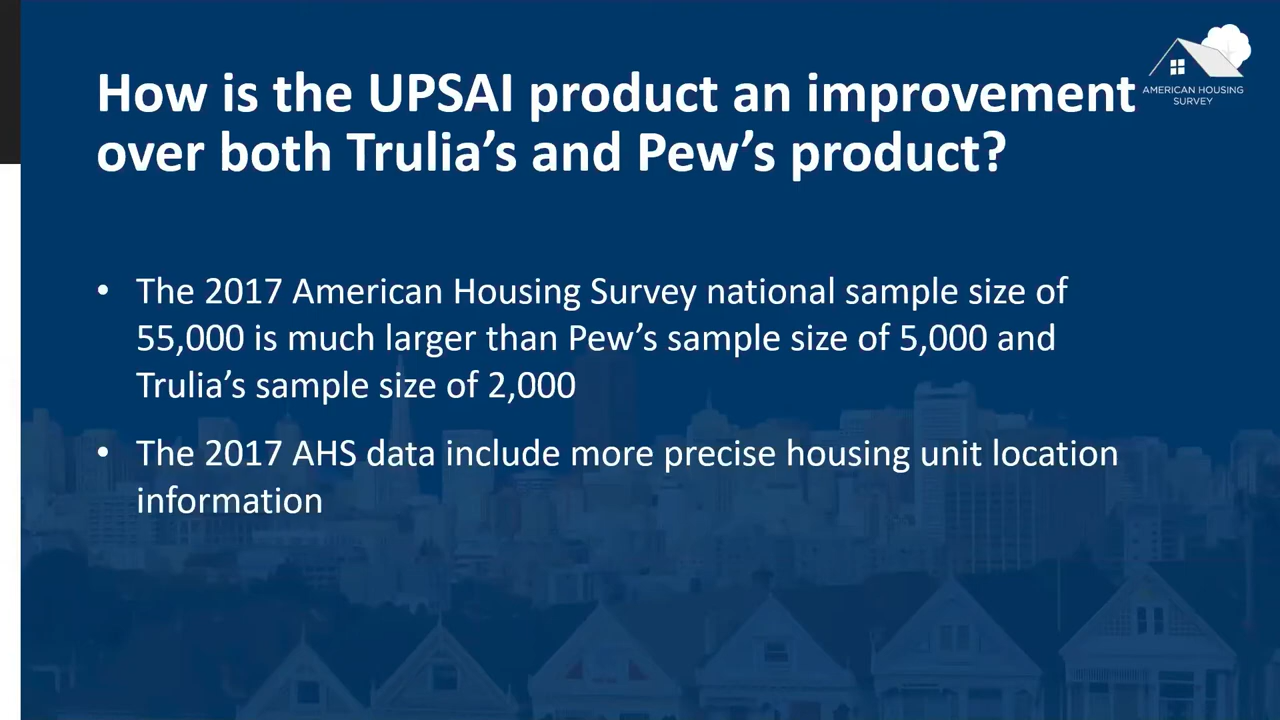 How is the UPSAI product an improvement
over both Trulia’s and Pew’s product?
AMERICAN HOUSING
SURVEY
• The 2017 American Housing Survey national sample size of
55,000 is much larger than Pew’s sample size of 5,000 and
Trulia’s sample size of 2,000
• The 2017 AHS data include more precise housing unit location
information